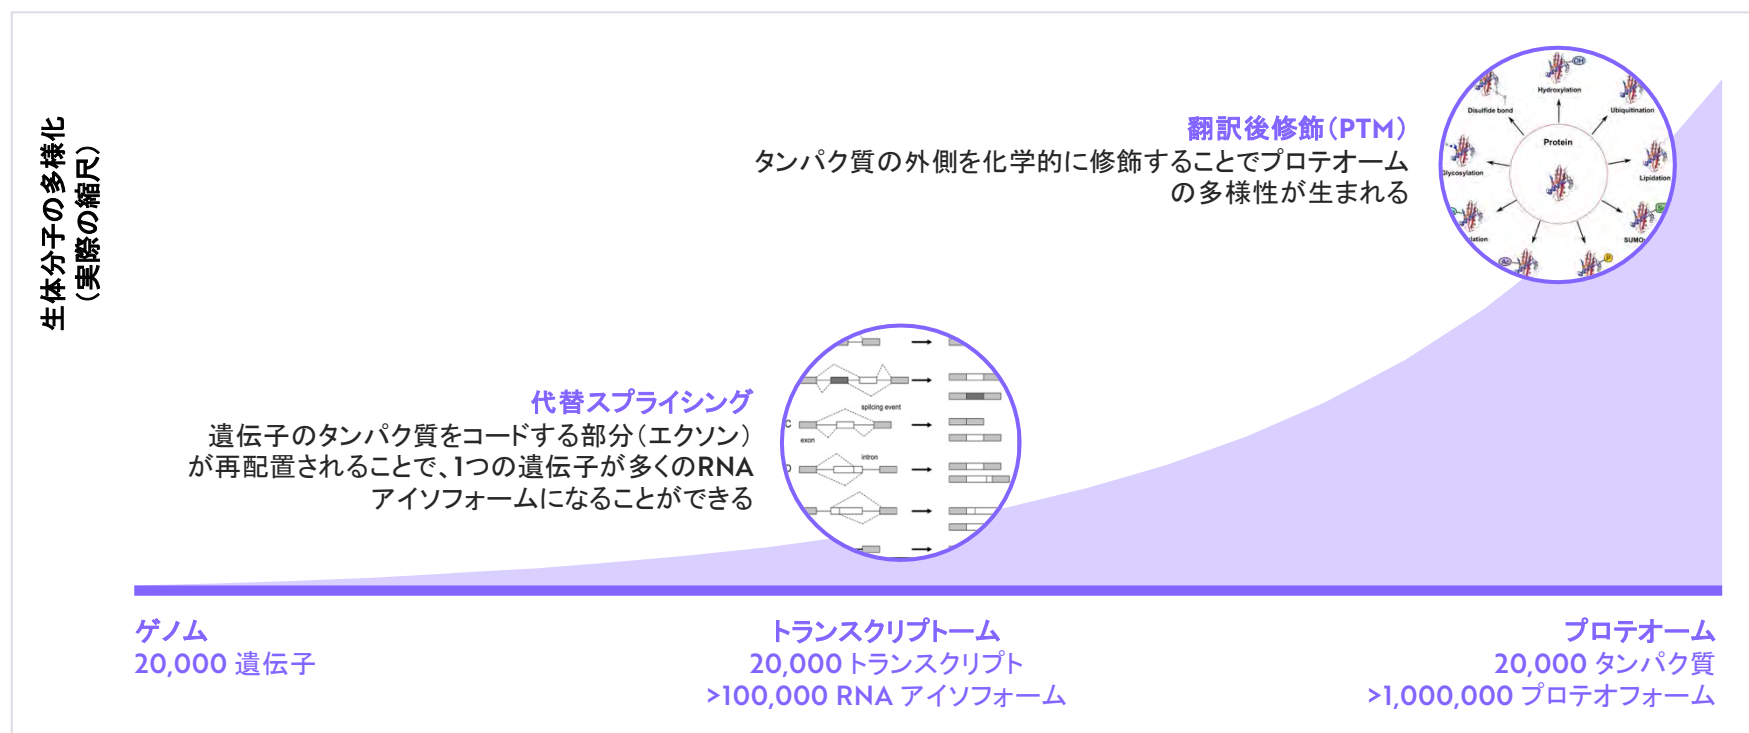 生体分子の多様化
（実際の縮尺）
翻訳後修飾（PTM）
タンパク質の外側を化学的に修飾することでプロテオーム
の多様性が生まれる
Hydroxylation
OH
Disulfide bond
Ubiquitination
Protein
Glycosylation
Lipidation
lation
SUMO
Ac
P
代替スプライシング
遺伝子のタンパク質をコードする部分（エクソン）
が再配置されることで、1つの遺伝子が多くのRNA
アイソフォームになることができる
splicing event
C
exon
intron
D
ゲノム
20,000 遺伝子
トランスクリプトーム
20,000 トランスクリプト
>100,000 RNA アイソフォーム
プロテオーム
20,000 タンパク質
>1,000,000 プロテオフォーム